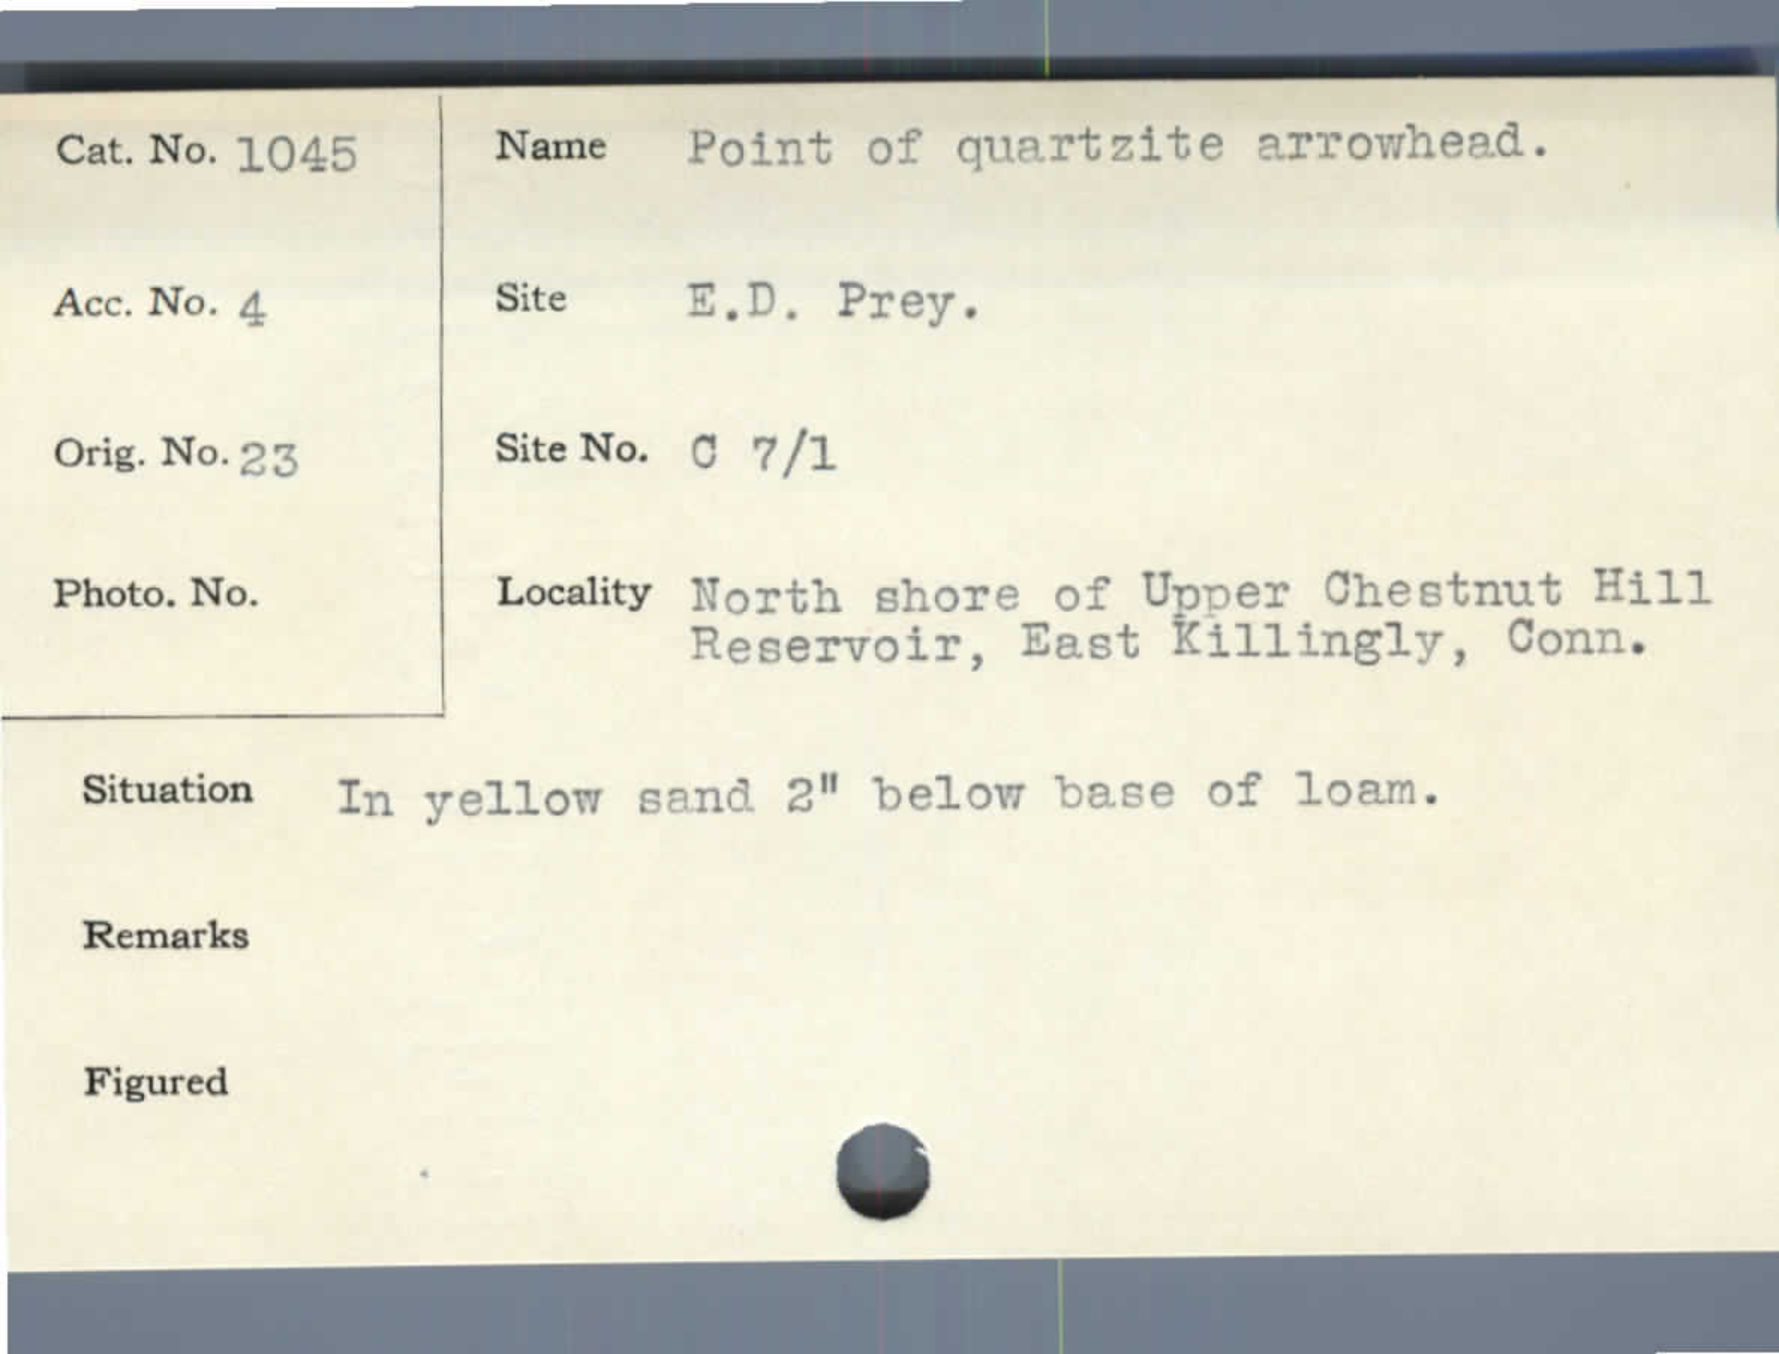 Cat. No. 1045
Name Point of quartzite arrowhead.
Acc. No. 4
Site E.D. Prey.
Orig. No. 23
Site No. C 7/1
Photo. No.
Locality North shore of Upper Chestnut Hill
Reservoir, East Killingly, Conn.
Situation In yellow sand 2" below base of loam.
Remarks
Figured